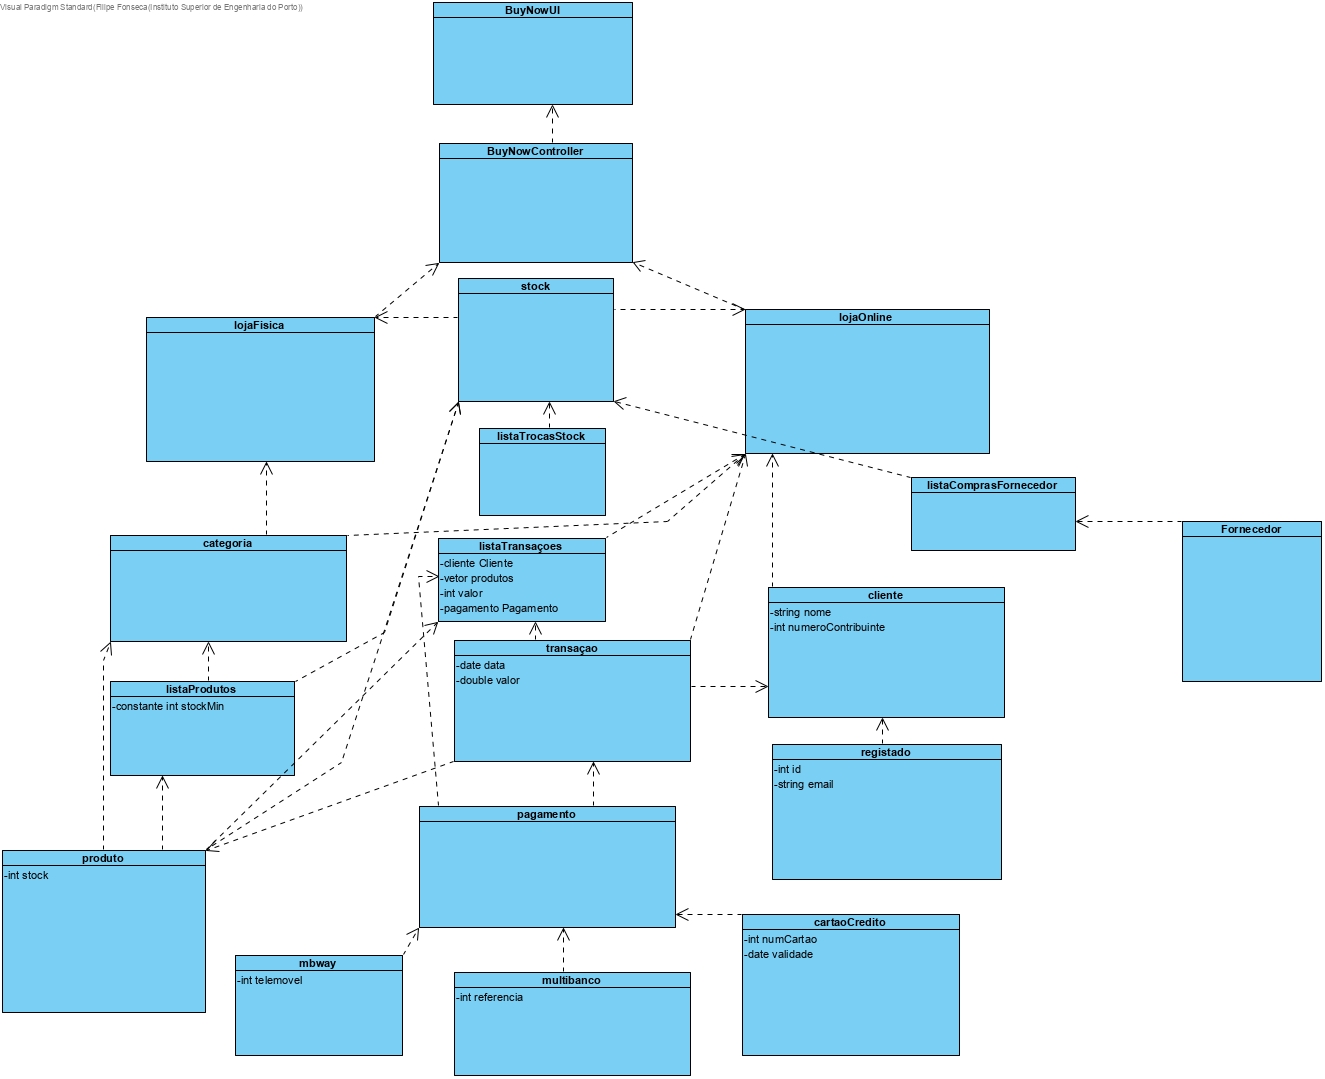 Visual Paradigm Standard(Filipe Fonseca(Instituto Superior de Engenharia do Porto))
BuyNowUI
BuyNowController
stock
lojaOnline
lojaFisica
listaTrocasStock
listaComprasFornecedor
Fornecedor
categoria
listaTransaçoes
-cliente Cliente
-vetor produtos
-int valor
-pagamento Pagamento
cliente
-string nome
-int numeroContribuinte
transaçao
-date data
-double valor
listaProdutos
-constante int stockMin
registado
-int id
-string email
pagamento
produto
-int stock
cartaoCredito
-int numCartao
-date validade
mbway
-int telemovel
multibanco
-int referencia